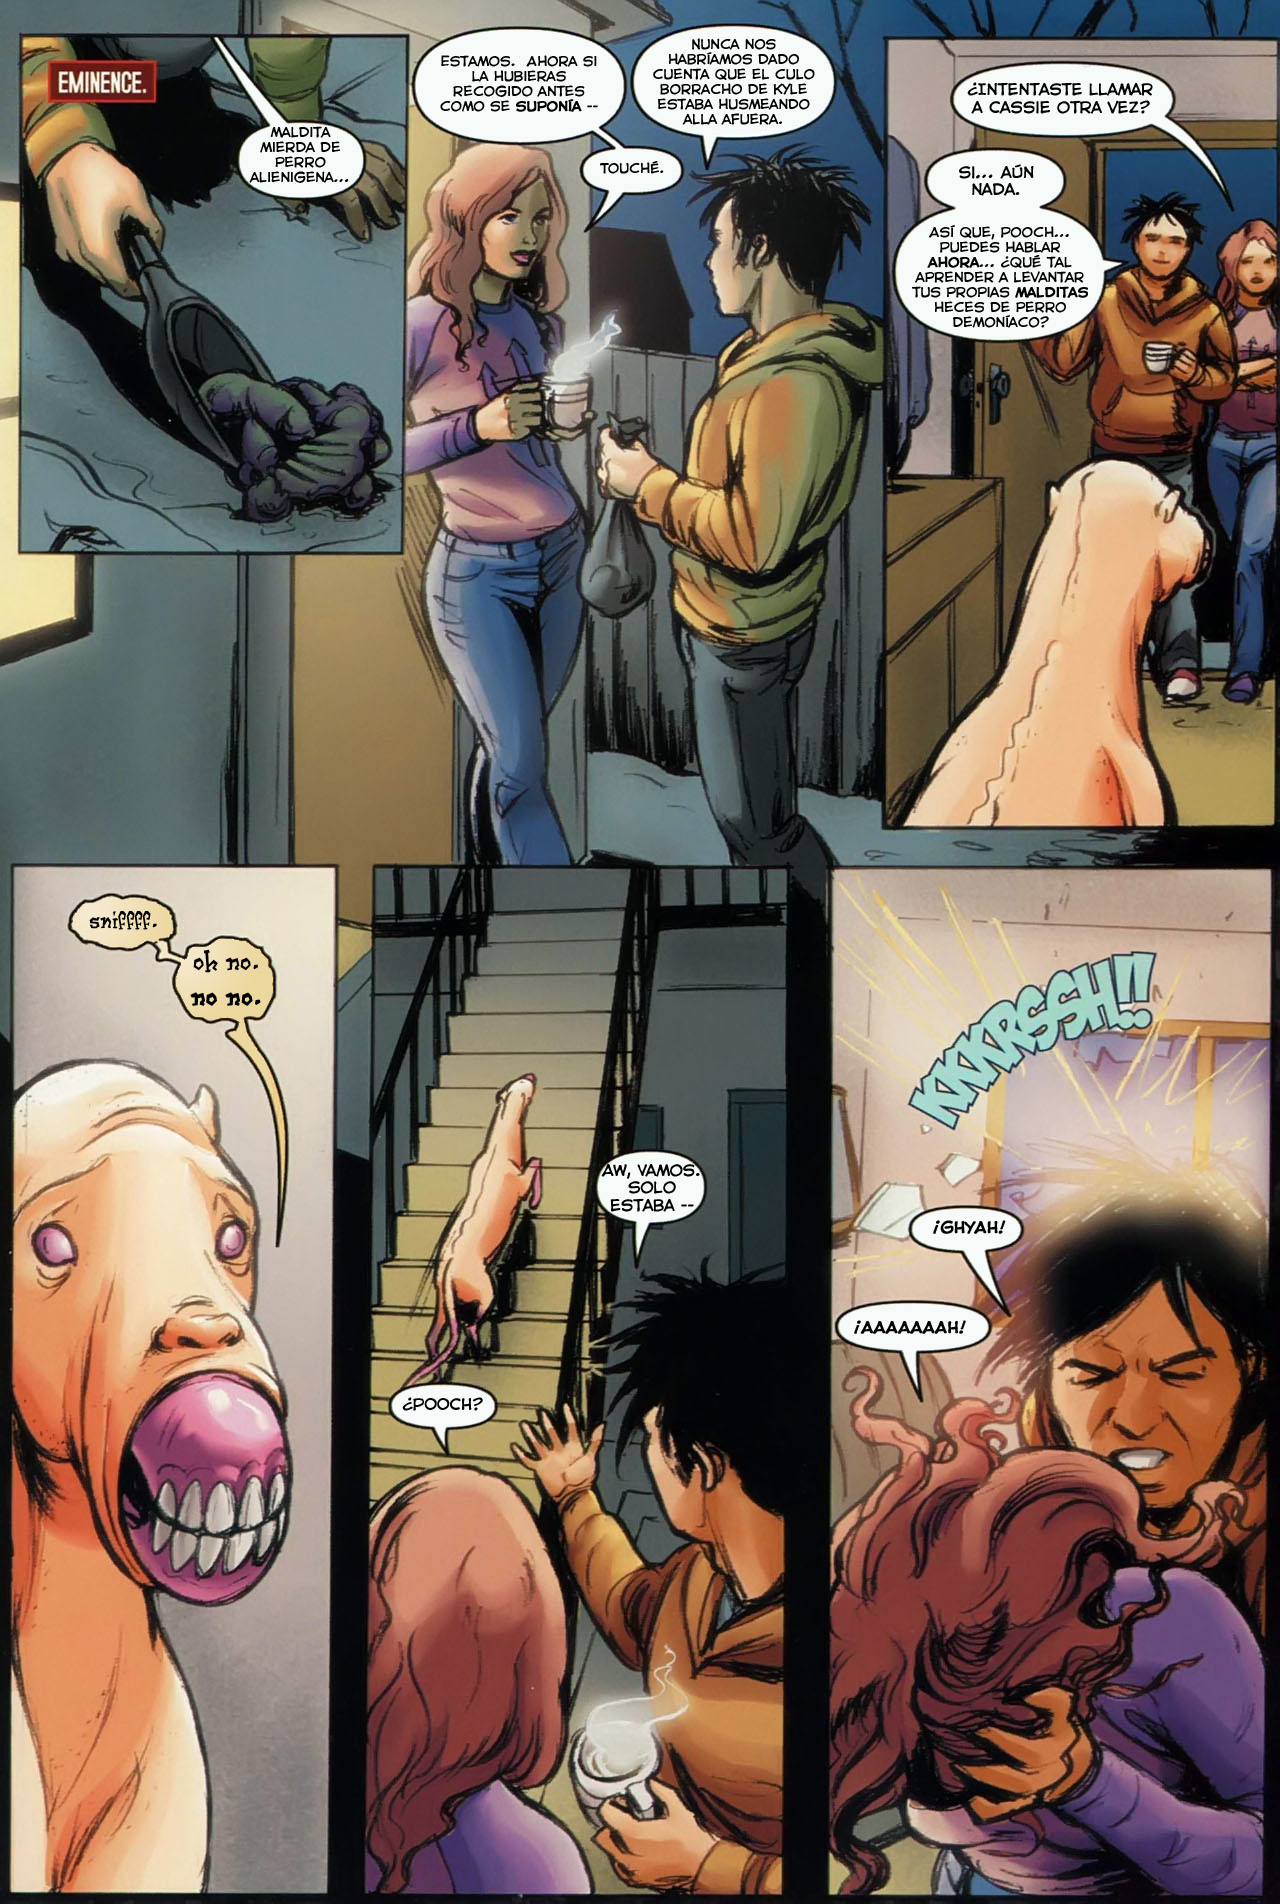 EMINENCE.
MALDITA
MIERDA DE
PERRO
ALIENIGENA...
ESTAMOS. AHORA SI
LA HUBIERAS
RECOGIDO ANTES
COMO SE SUPONÍA --
NUNCA NOS
HABRÍAMOS DADO
CUENTA QUE EL CULO
BORRACHO DE KYLE
ESTABA HUSMEANDO
ALLA AFUERA.
TOUCHÉ.
¿INTENTASTE LLAMAR
A CASSIE OTRA VEZ?
SI... AÚN
NADA.
ASÍ QUE, POOCH...
PUEDES HABLAR
AHORA... ¿QUÉ TAL
APRENDER A LEVANTAR
TUS PROPIAS MALDITAS
HECES DE PERRO
DEMONÍACO?
sniffff.
oh no.
no no.
AW, VAMOS.
SOLO
ESTABA --
¿POOCH?
KKKRSSH!!
¡GHYAH!
¡AAAAAAAH!